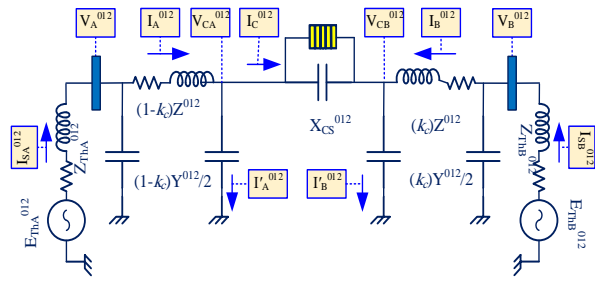 V_A^012 I_A^012 V_CA^012 I_C^012 V_CB^012 I_B^012 V_B^012
(1-k_c)Z^012 X_CS^012 (k_c)Z^012
I_SA^012 Z_ThA^012 Z_ThB^012 I_SB^012
(1-k_c)Y^012/2 I'_A^012 I'_B^012 (k_c)Y^012/2
E_ThA^012 E_ThB^012